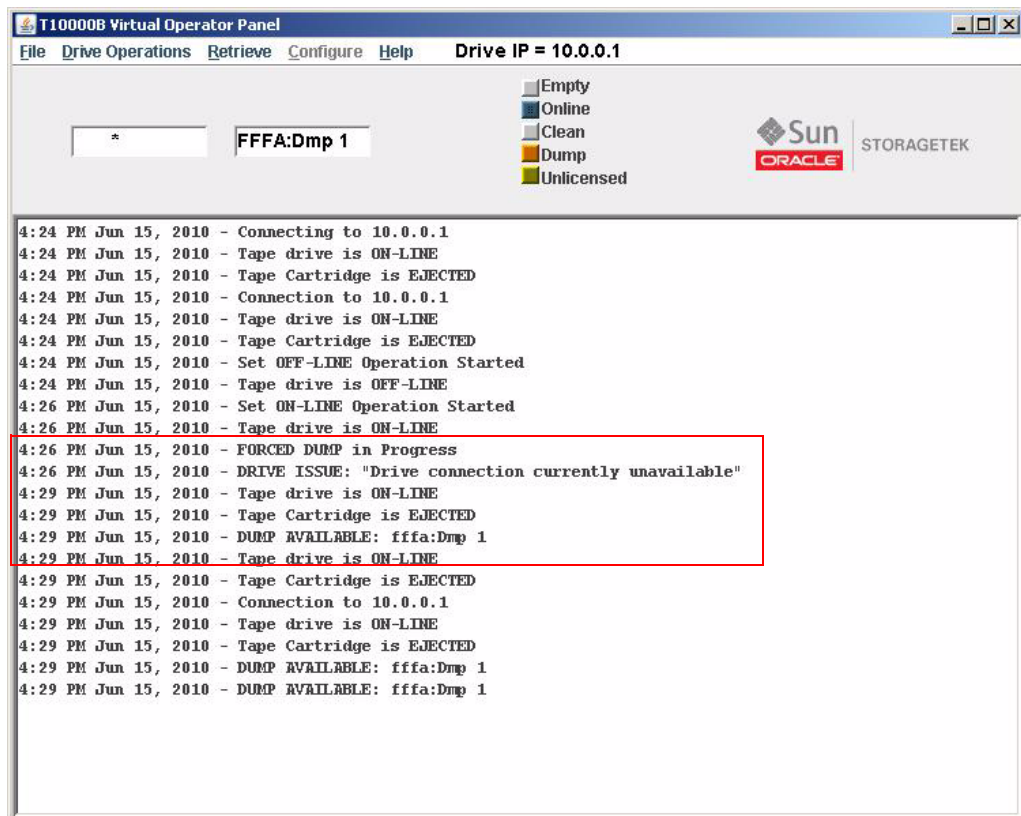 T10000B Virtual Operator Panel
File Drive Operations Retrieve Configure Help Drive IP = 10.0.0.1
Empty
Online
Clean
Dump
Unlicensed
* FFFA:Dmp 1
Sun
ORACLE
STORAGETEK
4:24 PM Jun 15, 2010 - Connecting to 10.0.0.1
4:24 PM Jun 15, 2010 - Tape drive is ON-LINE
4:24 PM Jun 15, 2010 - Tape Cartridge is EJECTED
4:24 PM Jun 15, 2010 - Connection to 10.0.0.1
4:24 PM Jun 15, 2010 - Tape drive is ON-LINE
4:24 PM Jun 15, 2010 - Tape Cartridge is EJECTED
4:24 PM Jun 15, 2010 - Set OFF-LINE Operation Started
4:24 PM Jun 15, 2010 - Tape drive is OFF-LINE
4:26 PM Jun 15, 2010 - Set ON-LINE Operation Started
4:26 PM Jun 15, 2010 - Tape drive is ON-LINE
4:26 PM Jun 15, 2010 - FORCED DUMP in Progress
4:26 PM Jun 15, 2010 - DRIVE ISSUE: "Drive connection currently unavailable"
4:29 PM Jun 15, 2010 - Tape drive is ON-LINE
4:29 PM Jun 15, 2010 - Tape Cartridge is EJECTED
4:29 PM Jun 15, 2010 - DUMP AVAILABLE: fffa:Dmp 1
4:29 PM Jun 15, 2010 - Tape drive is ON-LINE
4:29 PM Jun 15, 2010 - Tape Cartridge is EJECTED
4:29 PM Jun 15, 2010 - Connection to 10.0.0.1
4:29 PM Jun 15, 2010 - Tape drive is ON-LINE
4:29 PM Jun 15, 2010 - Tape Cartridge is EJECTED
4:29 PM Jun 15, 2010 - DUMP AVAILABLE: fffa:Dmp 1
4:29 PM Jun 15, 2010 - DUMP AVAILABLE: fffa:Dmp 1